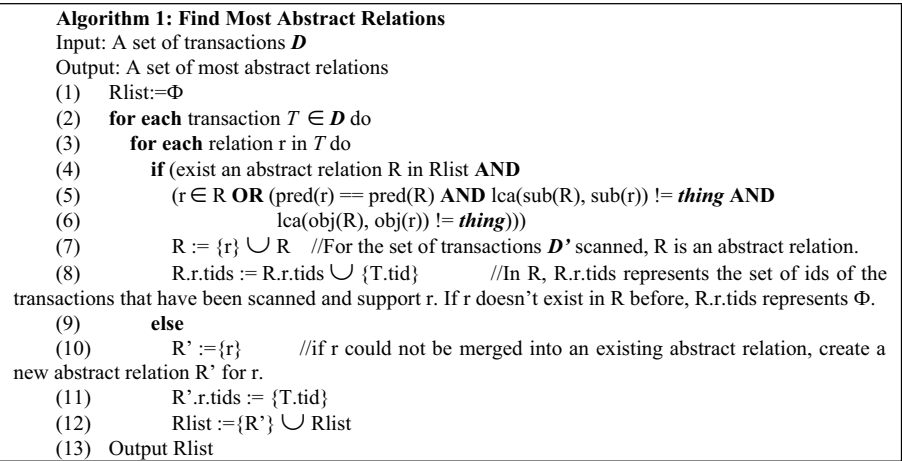 Algorithm 1: Find Most Abstract Relations
Input: A set of transactions D
Output: A set of most abstract relations
(1) Rlist:=Φ
(2) for each transaction T ∈ D do
(3) for each relation r in T do
(4) if (exist an abstract relation R in Rlist AND
(5) (r ∈ R OR (pred(r) == pred(R) AND lca(sub(R), sub(r)) != thing AND
(6) lca(obj(R), obj(r)) != thing)))
(7) R := {r} ∪ R //For the set of transactions D’ scanned, R is an abstract relation.
(8) R.r.tids := R.r.tids ∪ {T.tid} //In R, R.r.tids represents the set of ids of the
transactions that have been scanned and support r. If r doesn’t exist in R before, R.r.tids represents Φ.
(9) else
(10) R’ :={r} //if r could not be merged into an existing abstract relation, create a
new abstract relation R’ for r.
(11) R’.r.tids := {T.tid}
(12) Rlist :={R’} ∪ Rlist
(13) Output Rlist